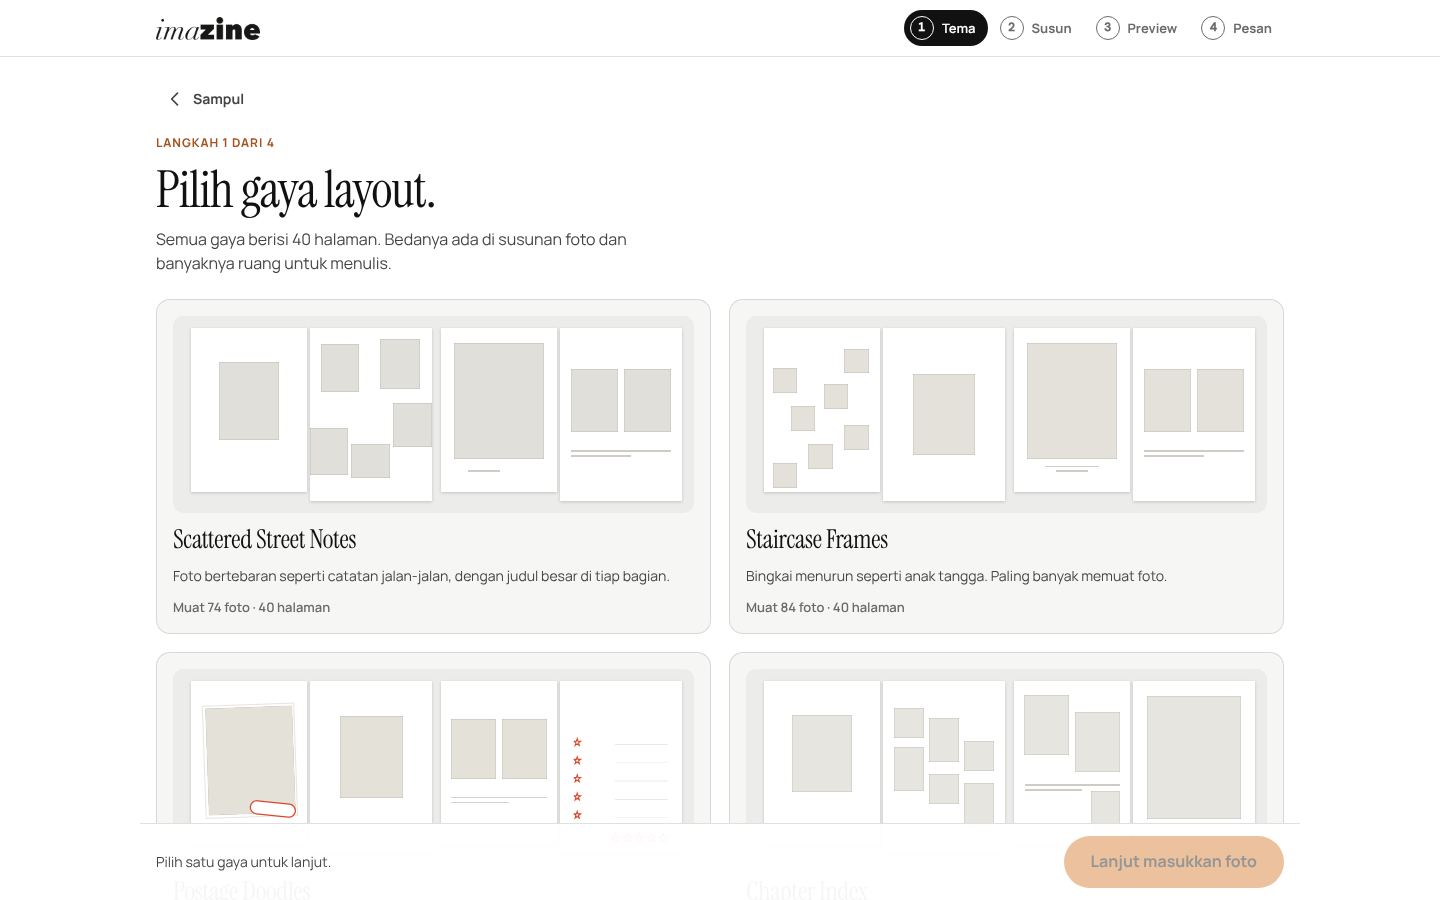 imazine
1 Tema
2 Susun
3 Preview
4 Pesan
Sampul
LANGKAH 1 DARI 4
Pilih gaya layout.
Semua gaya berisi 40 halaman. Bedanya ada di susunan foto dan
banyaknya ruang untuk menulis.
Scattered Street Notes
Foto bertebaran seperti catatan jalan-jalan, dengan judul besar di tiap bagian.
Muat 74 foto · 40 halaman
Staircase Frames
Bingkai menurun seperti anak tangga. Paling banyak memuat foto.
Muat 84 foto · 40 halaman
Pilih satu gaya untuk lanjut.
Lanjut masukkan foto
Postage Doodles
Chapter Index